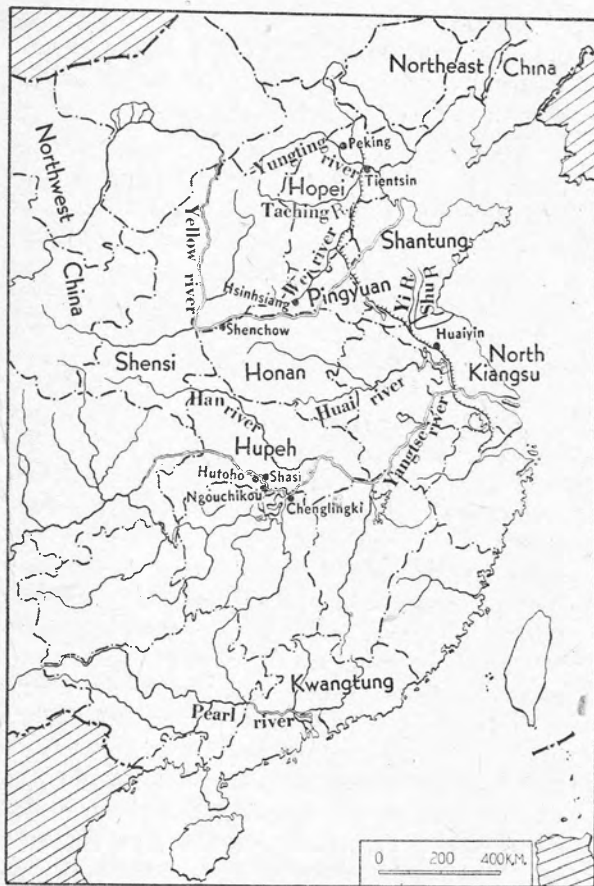 Northeast China
Peking
Yungting river
Hopei
Tientsin
Taching R.
Northwest China
Yellow river
Wei river
Shantung
Hsinhsiang
Pingyuan
Yi R.
Shu R
Shenchow
Huaiyin
Shensi
Honan
North Kiangsu
Han river
Huai river
Hupeh
Yangtse river
Hutoho
Shasi
Ngouchikou
Chenglingki
Kwangtung
Pearl river
0 200 400K.M.